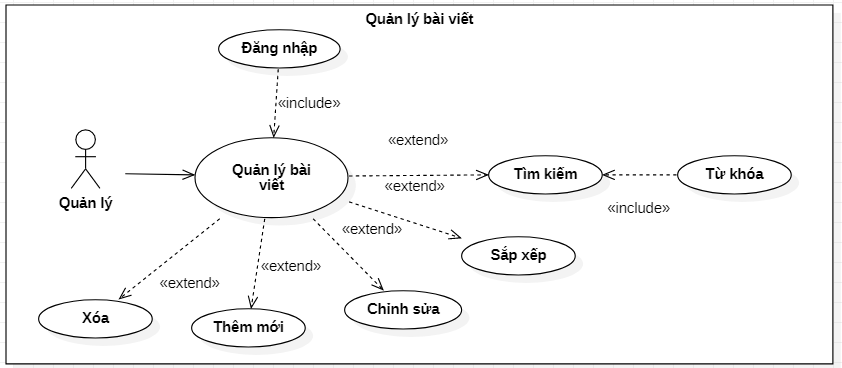 Quản lý bài viết
Đăng nhập
«include»
«extend»
Quản lý bài
viết
Tìm kiếm
Từ khóa
«extend»
Quản lý
«include»
«extend»
Sắp xếp
«extend»
«extend»
Xóa
Thêm mới
Chỉnh sửa